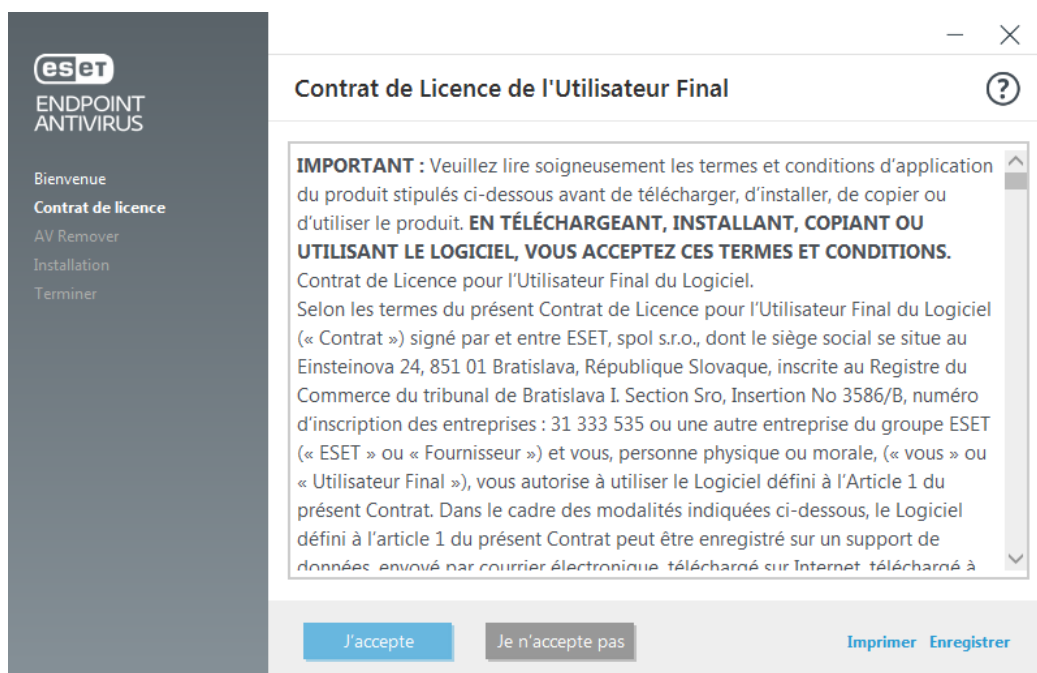 eset
ENDPOINT
ANTIVIRUS
Bienvenue
Contrat de licence
AV Remover
Installation
Terminer
Contrat de Licence de l'Utilisateur Final
?
IMPORTANT : Veuillez lire soigneusement les termes et conditions d’application
du produit stipulés ci-dessous avant de télécharger, d’installer, de copier ou
d’utiliser le produit. EN TÉLÉCHARGEANT, INSTALLANT, COPIANT OU
UTILISANT LE LOGICIEL, VOUS ACCEPTEZ CES TERMES ET CONDITIONS.
Contrat de Licence pour l’Utilisateur Final du Logiciel.
Selon les termes du présent Contrat de Licence pour l’Utilisateur Final du Logiciel
(« Contrat ») signé par et entre ESET, spol s.r.o., dont le siège social se situe au
Einsteinova 24, 851 01 Bratislava, République Slovaque, inscrite au Registre du
Commerce du tribunal de Bratislava I. Section Sro, Insertion No 3586/B, numéro
d’inscription des entreprises : 31 333 535 ou une autre entreprise du groupe ESET
(« ESET » ou « Fournisseur ») et vous, personne physique ou morale, (« vous » ou
« Utilisateur Final »), vous autorise à utiliser le Logiciel défini à l’Article 1 du
présent Contrat. Dans le cadre des modalités indiquées ci-dessous, le Logiciel
défini à l’article 1 du présent Contrat peut être enregistré sur un support de
données, envoyé par courrier électronique, téléchargé sur Internet, téléchargé à
J'accepte
Je n'accepte pas
Imprimer Enregistrer